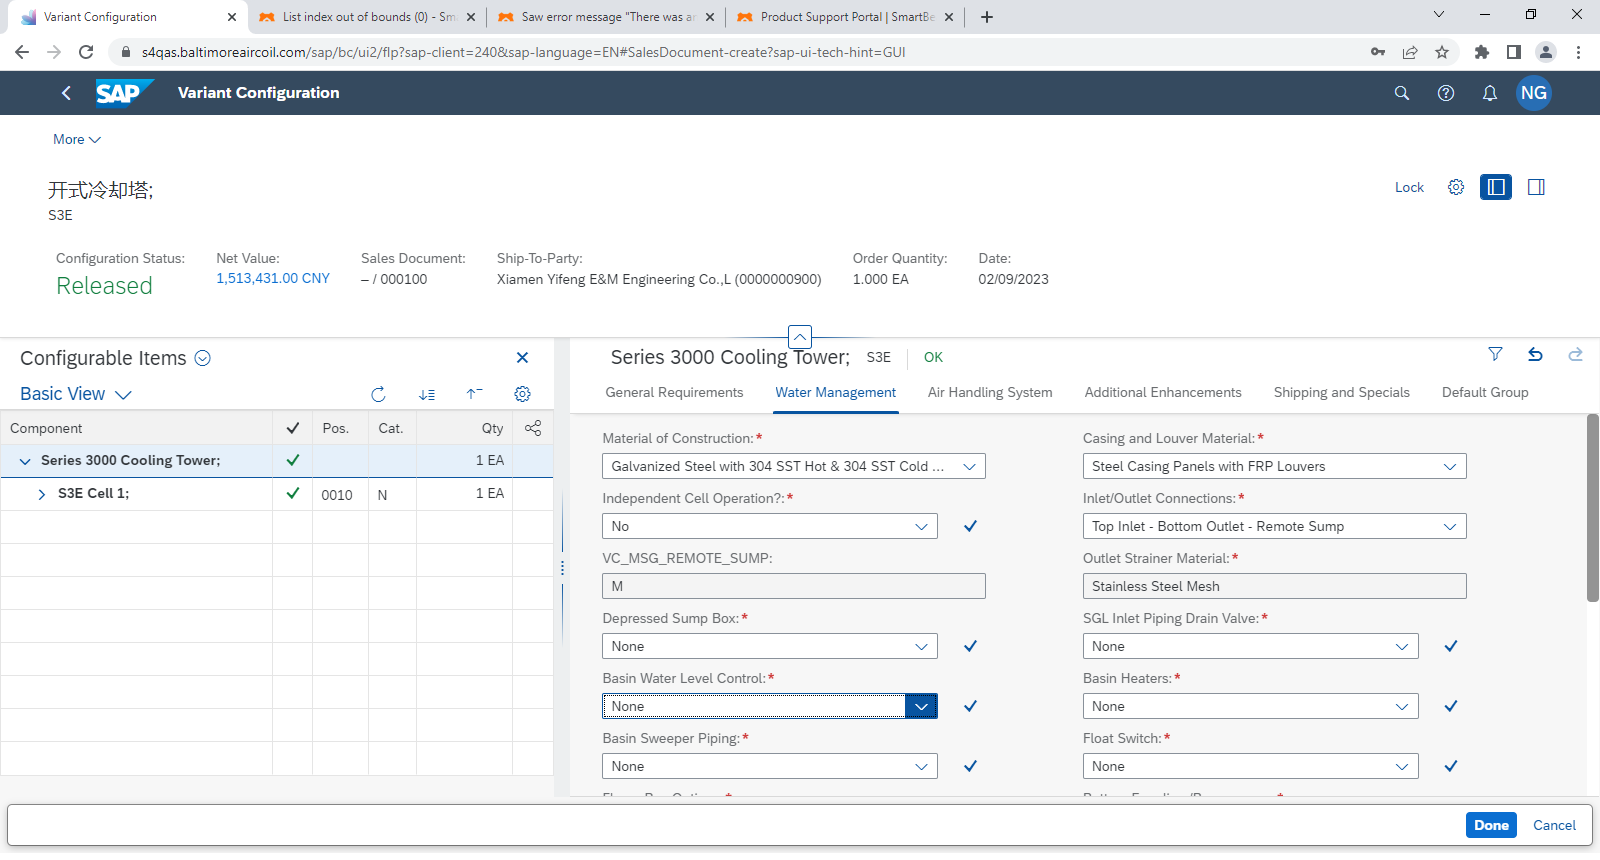 Variant Configuration
List index out of bounds (0) - Sm
Saw error message "There was ar
Product Support Portal | SmartBe
s4qas.baltimoreaircoil.com/sap/bc/ui2/flp?sap-client=240&sap-language=EN#SalesDocument-create?sap-ui-tech-hint=GUI
SAP Variant Configuration NG
More
开式冷却塔;
S3E
Lock
Configuration Status: Net Value: Sales Document: Ship-To-Party: Order Quantity: Date:
Released 1,513,431.00 CNY – / 000100 Xiamen Yifeng E&M Engineering Co.,L (0000000900) 1.000 EA 02/09/2023
Configurable Items
Basic View
Component Pos. Cat. Qty
Series 3000 Cooling Tower; 1 EA
S3E Cell 1; 0010 N 1 EA
Series 3000 Cooling Tower; S3E OK
General Requirements Water Management Air Handling System Additional Enhancements Shipping and Specials Default Group
Material of Construction:* Casing and Louver Material:*
Galvanized Steel with 304 SST Hot & 304 SST Cold ... Steel Casing Panels with FRP Louvers
Independent Cell Operation?:* Inlet/Outlet Connections:*
No Top Inlet - Bottom Outlet - Remote Sump
VC_MSG_REMOTE_SUMP: Outlet Strainer Material:*
M Stainless Steel Mesh
Depressed Sump Box:* SGL Inlet Piping Drain Valve:*
None None
Basin Water Level Control:* Basin Heaters:*
None None
Basin Sweeper Piping:* Float Switch:*
None None
Done Cancel